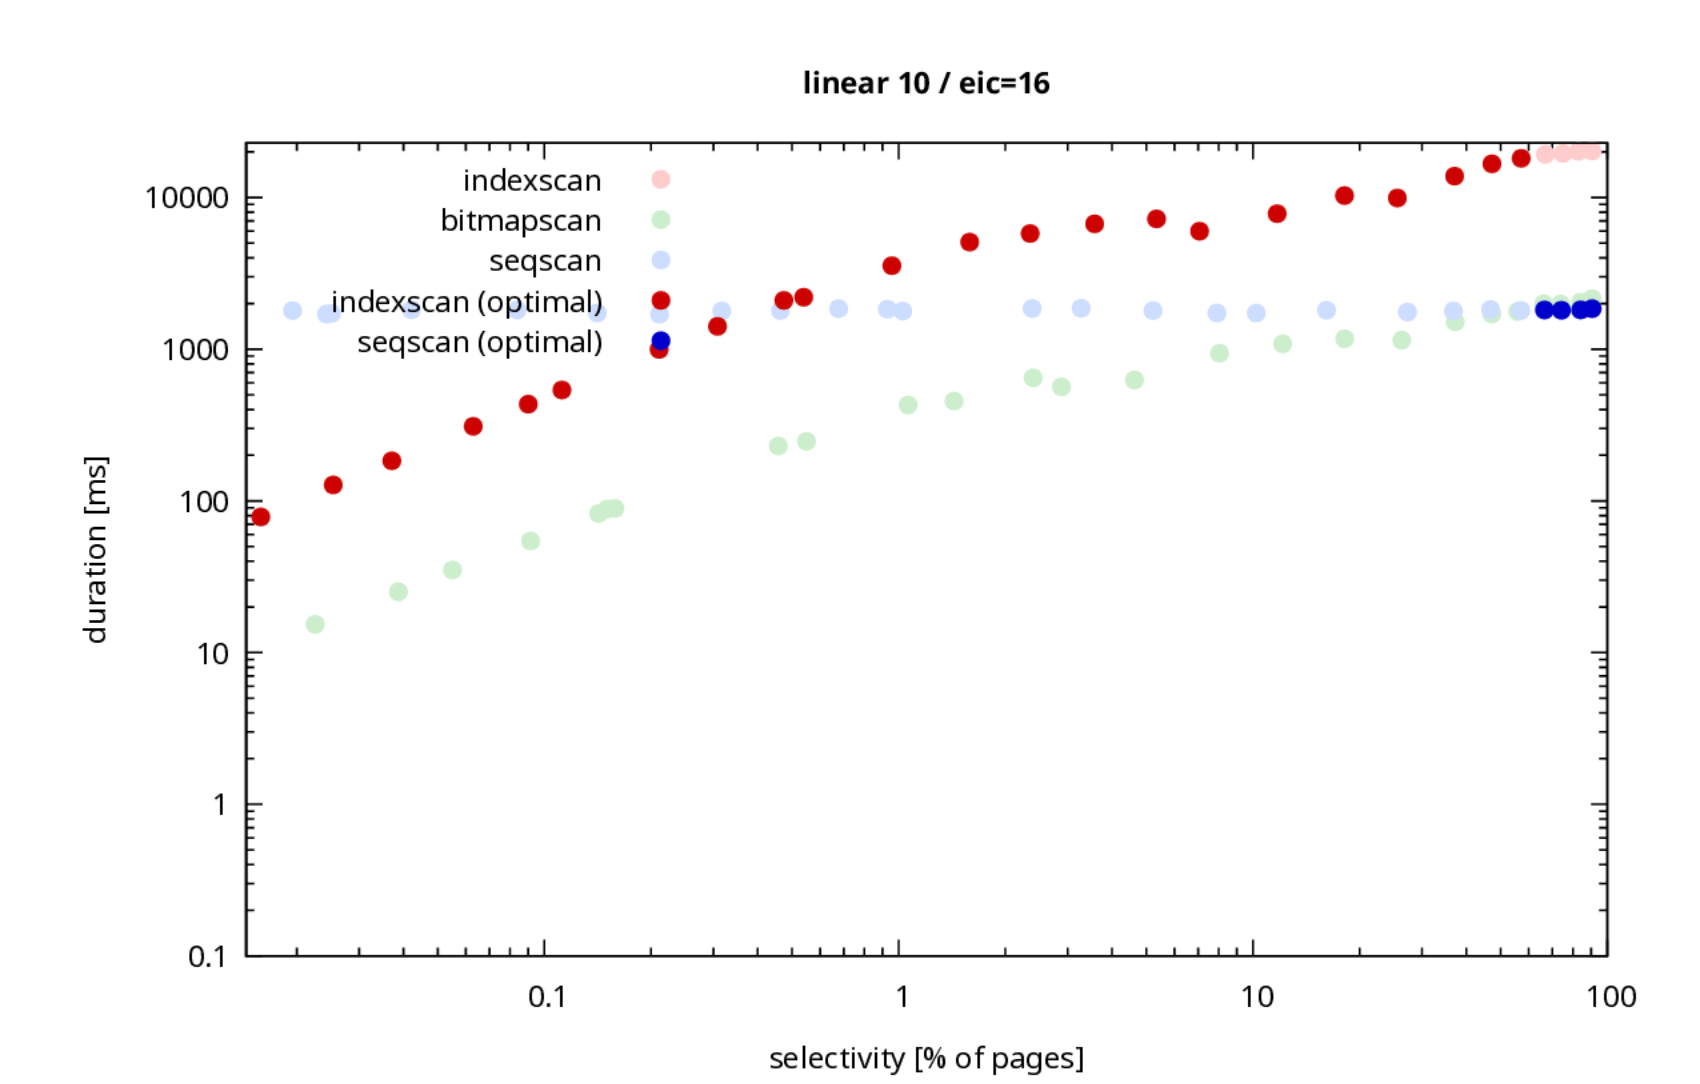 linear 10 / eic=16
indexscan
bitmapscan
seqscan
indexscan (optimal)
seqscan (optimal)
10000
1000
100
10
1
0.1
duration [ms]
0.1 1 10 100
selectivity [% of pages]